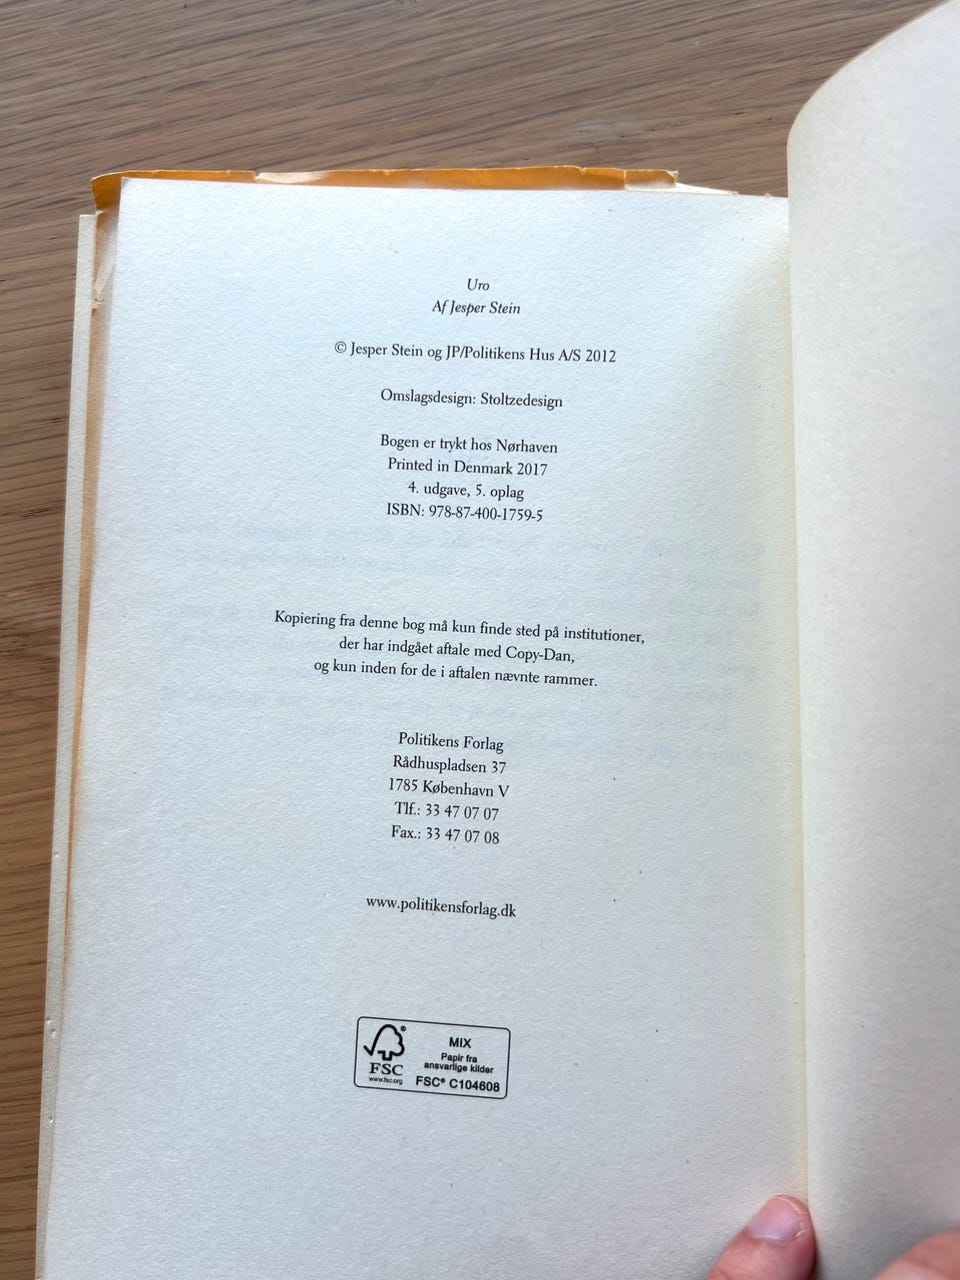 Uro
Af Jesper Stein
© Jesper Stein og JP/Politikens Hus A/S 2012
Omslagsdesign: Stoltzedesign
Bogen er trykt hos Nørhaven
Printed in Denmark 2017
4. udgave, 5. oplag
ISBN: 978-87-400-1759-5
Kopiering fra denne bog må kun finde sted på institutioner,
der har indgået aftale med Copy-Dan,
og kun inden for de i aftalen nævnte rammer.
Politikens Forlag
Rådhuspladsen 37
1785 København V
Tlf.: 33 47 07 07
Fax.: 33 47 07 08
www.politikensforlag.dk
FSC
www.fsc.org
MIX
Papir fra
ansvarlige kilder
FSC® C104608